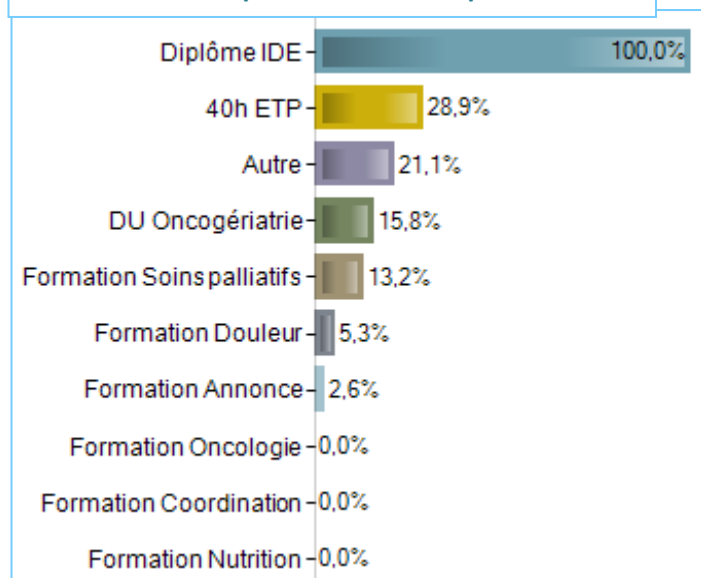 Diplôme IDE 100,0%
40h ETP 28,9%
Autre 21,1%
DU Oncogériatrie 15,8%
Formation Soins palliatifs 13,2%
Formation Douleur 5,3%
Formation Annonce 2,6%
Formation Oncologie 0,0%
Formation Coordination 0,0%
Formation Nutrition 0,0%